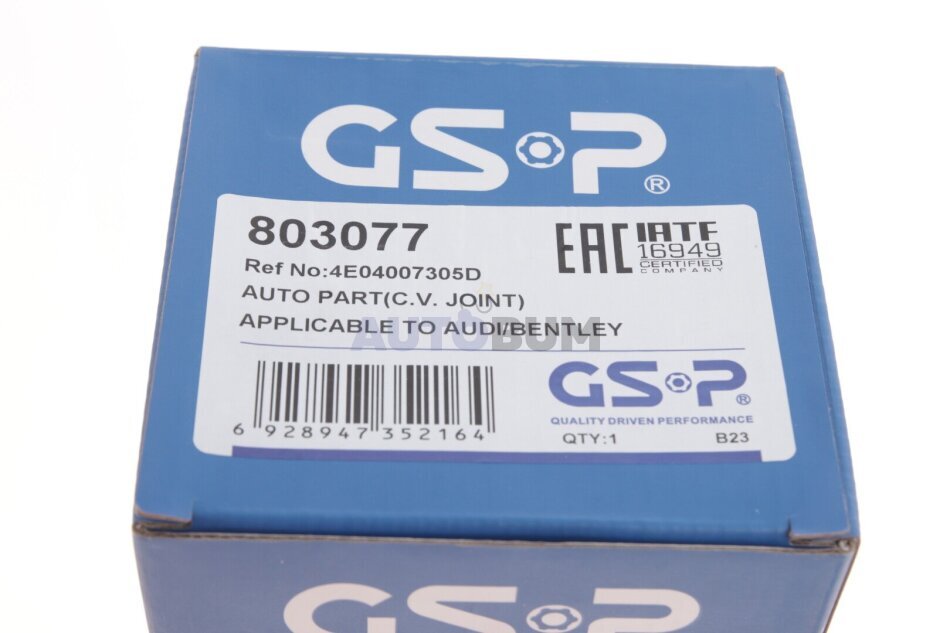 GSP®
803077
EAC IATF
16949
CERTIFIED
COMPANY
Ref No:4E04007305D
AUTO PART(C.V. JOINT)
APPLICABLE TO AUDI/BENTLEY
AUTOBUM
GSP®
QUALITY DRIVEN PERFORMANCE
6 928947 352164
QTY:1 B23
GSP